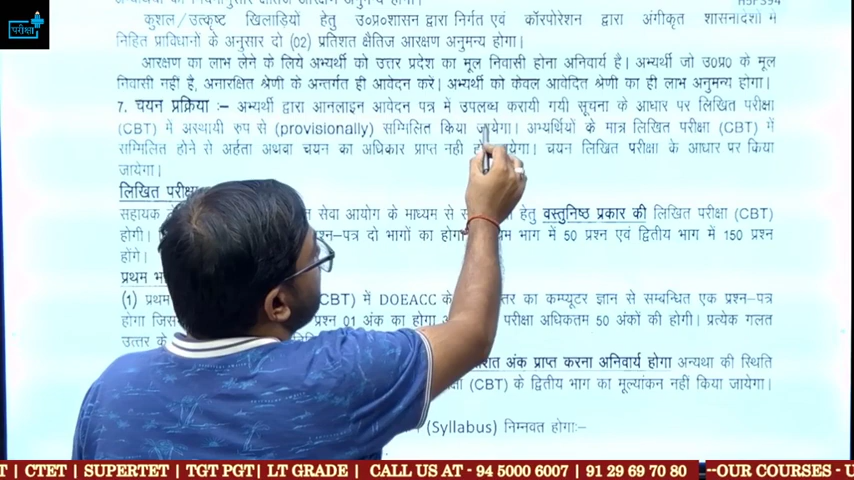 परीक्षा
H5F394
कुशल/उत्कृष्ट खिलाड़ियो हेतु उ०प्र०शासन द्वारा निर्गत एवं कॉरपोरेशन द्वारा अंगीकृत शासनादेशों में
निहित प्राविधानों के अनुसार दो (02) प्रतिशत क्षैतिज आरक्षण अनुमन्य होगा।
आरक्षण का लाभ लेने के लिये अभ्यर्थी को उत्तर प्रदेश का मूल निवासी होना अनिवार्य है। अभ्यर्थी जो उ०प्र० के मूल
निवासी नहीं है, अनारक्षित श्रेणी के अन्तर्गत ही आवेदन करे। अभ्यर्थी को केवल आवेदित श्रेणी का ही लाभ अनुमन्य होगा।
7. चयन प्रक्रिया :– अभ्यर्थी द्वारा आनलाइन आवेदन पत्र में उपलब्ध करायी गयी सूचना के आधार पर लिखित परीक्षा
(CBT) में अस्थायी रुप से (provisionally) सम्मिलित किया जायेगा। अभ्यर्थियों के मात्र लिखित परीक्षा (CBT) में
सम्मिलित होने से अर्हता अथवा चयन का अधिकार प्राप्त नही चयन लिखित परीक्षा के आधार पर किया
जायेगा।
लिखित परीक्षा
सहायक सेवा आयोग के माध्यम से हेतु वस्तुनिष्ठ प्रकार की लिखित परीक्षा (CBT)
होगी। प्रश्न–पत्र दो भागों का होगा भाग में 50 प्रश्न एवं द्वितीय भाग में 150 प्रश्न
होंगे।
प्रथम
(1) प्रथम (CBT) में DOEACC के का कम्प्यूटर ज्ञान से सम्बन्धित एक प्रश्न–पत्र
होगा प्रश्न 01 अंक का होगा परीक्षा अधिकतम 50 अंकों की होगी। प्रत्येक गलत
उत्तर के
अंक प्राप्त करना अनिवार्य होगा अन्यथा की स्थिति
(CBT) के द्वितीय भाग का मूल्यांकन नहीं किया जायेगा।
(Syllabus) निम्नवत होगाः–
T | CTET | SUPERTET | TGT PGT| LT GRADE | CALL US AT - 94 5000 6007 | 91 29 69 70 80 --OUR COURSES - U